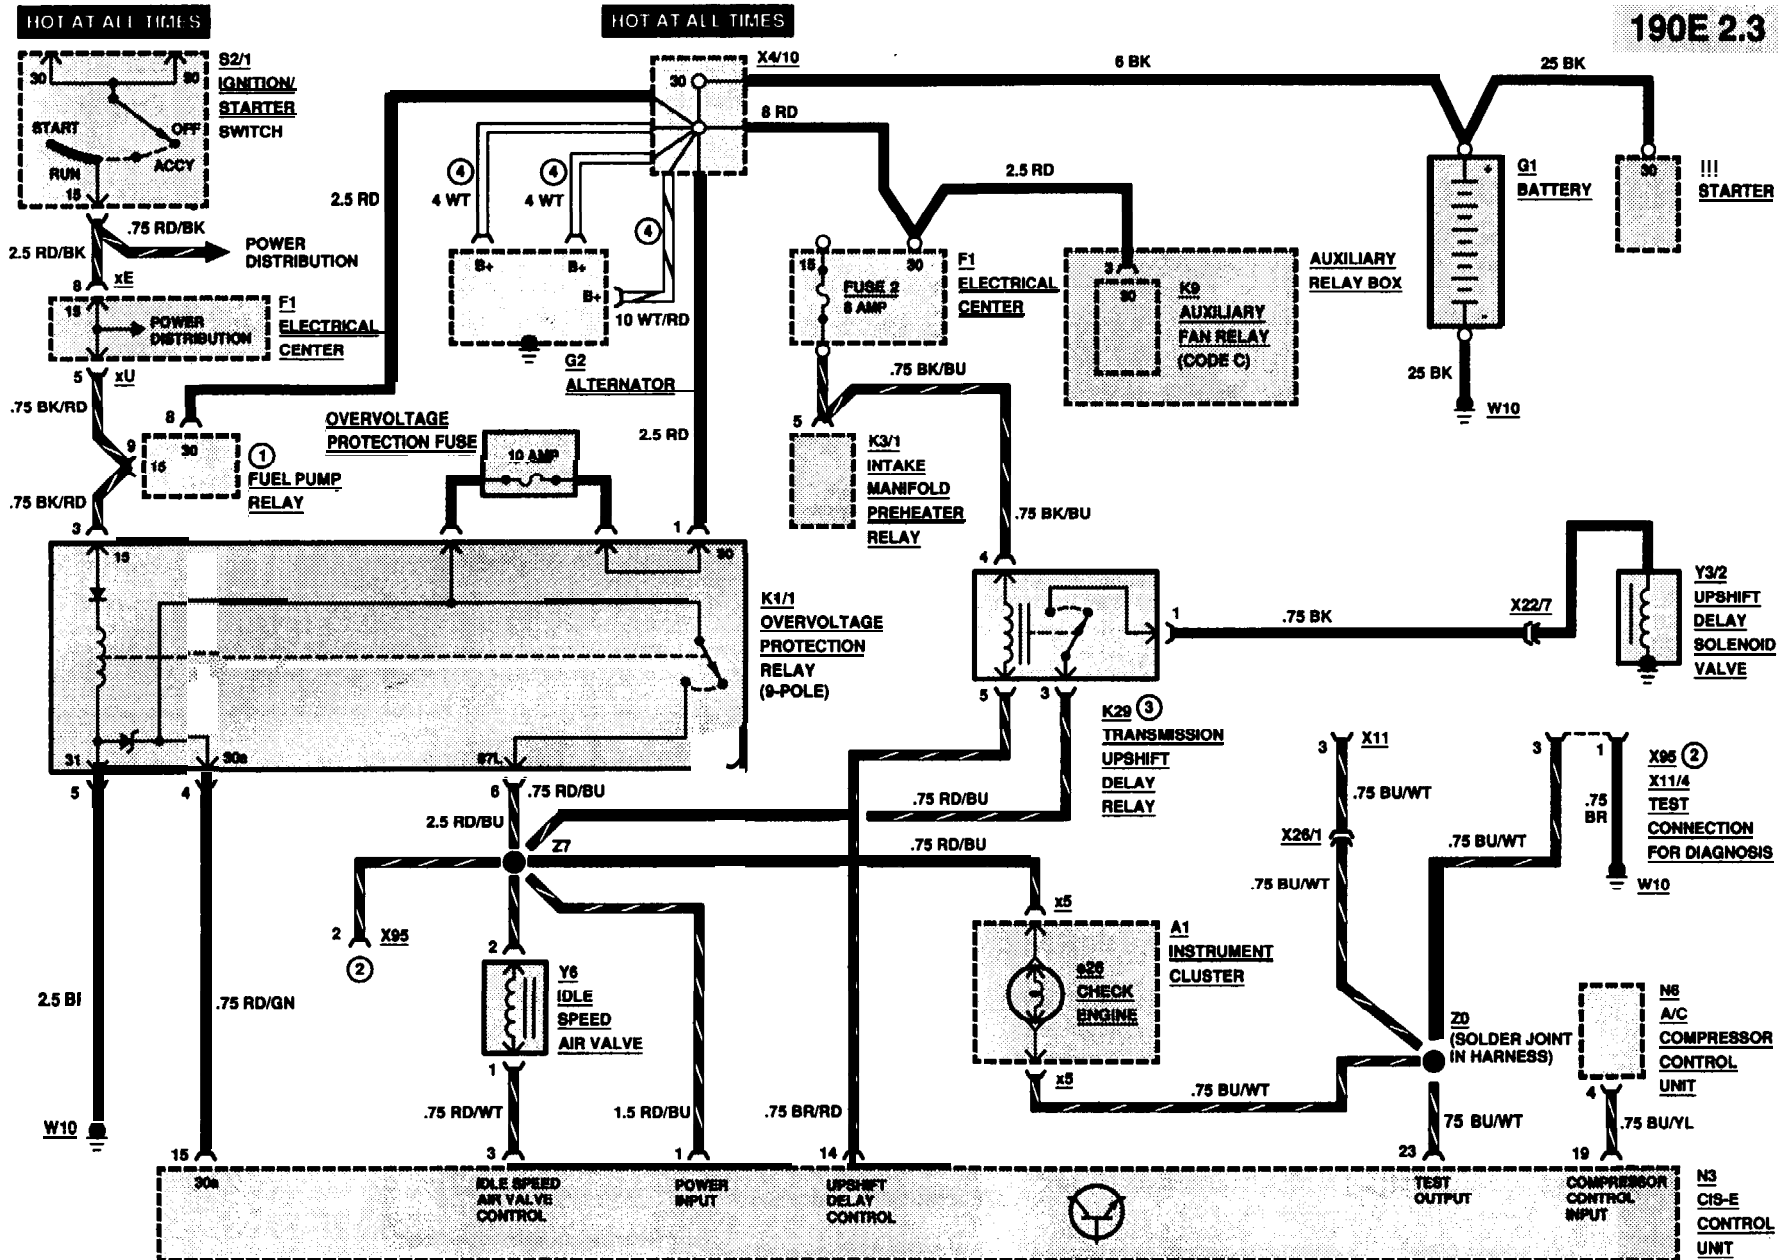 HOT AT ALL TIMES
HOT AT ALL TIMES
190E 2.3
30
S2/1
IGNITION/
STARTER
SWITCH
START
OFF
RUN
ACCY
15
X4/10
30
6 BK
25 BK
8 RD
2.5 RD
2.5 RD
4
4 WT
4
4 WT
4
10 WT/RD
B+
B+
B+
G2
ALTERNATOR
.75 RD/BK
2.5 RD/BK
POWER
DISTRIBUTION
8
xE
15
POWER
DISTRIBUTION
F1
ELECTRICAL
CENTER
5
xU
.75 BK/RD
8
30
9
15
1
FUEL PUMP
RELAY
.75 BK/RD
OVERVOLTAGE
PROTECTION FUSE
10 AMP
2.5 RD
15
30
FUSE 2
8 AMP
F1
ELECTRICAL
CENTER
3
K9
AUXILIARY
FAN RELAY
(CODE C)
AUXILIARY
RELAY BOX
+
-
G1
BATTERY
30
!!!
STARTER
25 BK
W10
.75 BK/BU
5
K3/1
INTAKE
MANIFOLD
PREHEATER
RELAY
.75 BK/BU
3
1
15
K1/1
OVERVOLTAGE
PROTECTION
RELAY
(9-POLE)
31
30a
87L
5
4
6
4
1
5
3
K29
3
TRANSMISSION
UPSHIFT
DELAY
RELAY
.75 BK
X22/7
Y3/2
UPSHIFT
DELAY
SOLENOID
VALVE
.75 RD/BU
2.5 RD/BU
Z7
.75 RD/BU
.75 RD/BU
2
X95
2
2
Y6
IDLE
SPEED
AIR VALVE
1
x5
A1
INSTRUMENT
CLUSTER
e26
CHECK
ENGINE
x5
3
X11
.75 BU/WT
X26/1
.75 BU/WT
3
1
X95
2
X11/4
TEST
CONNECTION
FOR DIAGNOSIS
.75
BR
.75 BU/WT
W10
Z0
(SOLDER JOINT
IN HARNESS)
N6
A/C
COMPRESSOR
CONTROL
UNIT
4
.75 BU/YL
2.5
.75 RD/GN
W10
.75 RD/WT
1.5 RD/BU
.75 BR/RD
.75 BU/WT
75 BU/WT
15
3
1
14
23
19
30a
IDLE SPEED
AIR VALVE
CONTROL
POWER
INPUT
UPSHIFT
DELAY
CONTROL
TEST
OUTPUT
COMPRESSOR
CONTROL
INPUT
N3
CIS-E
CONTROL
UNIT